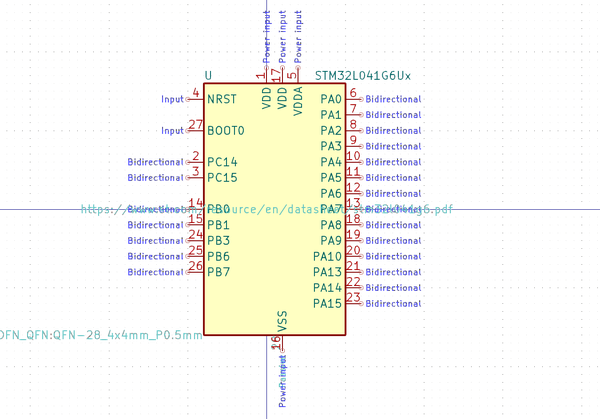 Power input
Power input
Power input
1
17
5
U
STM32L041G6Ux
VDD
VDD
VDDA
Input 4 NRST
PA0 6 Bidirectional
PA1 7 Bidirectional
Input 27 BOOT0
PA2 8 Bidirectional
PA3 9 Bidirectional
Bidirectional 2 PC14
PA4 10 Bidirectional
Bidirectional 3 PC15
PA5 11 Bidirectional
PA6 12 Bidirectional
14 PB0
PA7 13
Bidirectional 15 PB1
PA8 18 Bidirectional
Bidirectional 24 PB3
PA9 19 Bidirectional
Bidirectional 25 PB6
PA10 20 Bidirectional
Bidirectional 26 PB7
PA13 21 Bidirectional
PA14 22 Bidirectional
PA15 23 Bidirectional
VSS
DFN_QFN:QFN-28_4x4mm_P0.5mm
16
Power input